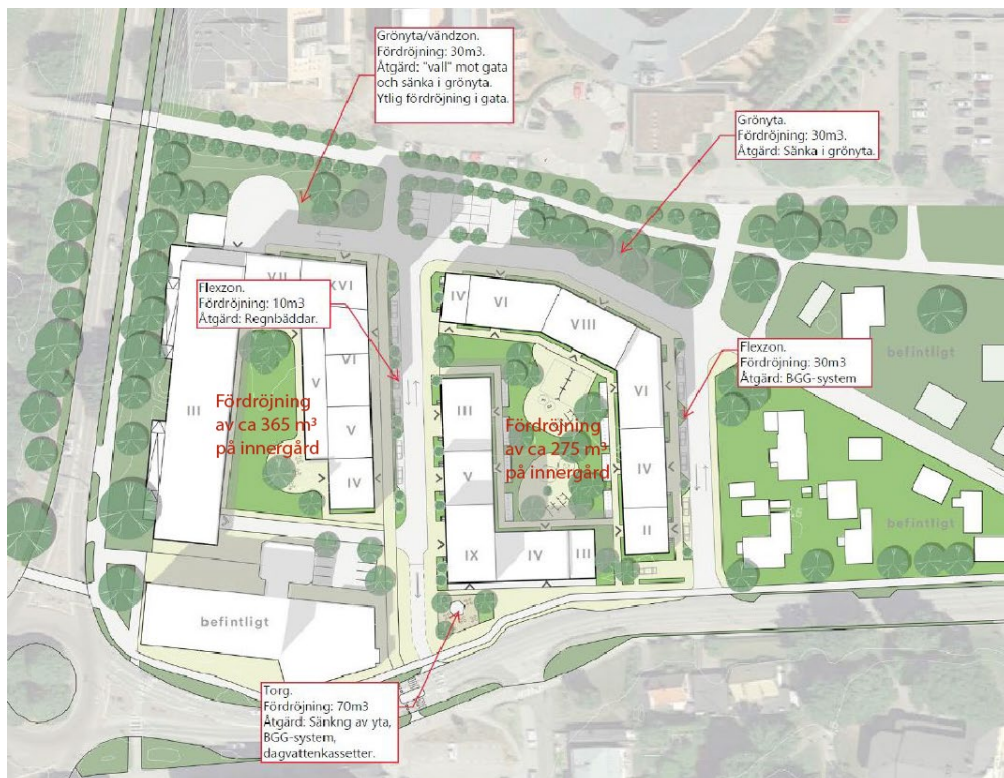 Grönyta/vändzon.
Fördröjning: 30m3.
Åtgärd: "vall" mot gata
och sänka i grönyta.
Ytlig fördröjning i gata.
Grönyta.
Fördröjning: 30m3.
Åtgärd: Sänka i grönyta.
VII
XVI
Flexzon.
Fördröjning: 10m3
Åtgärd: Regnbäddar.
IV
VI
VIII
Flexzon.
Fördröjning: 30m3
Åtgärd: BGG-system
befintligt
VI
VI
III
V
III
Fördröjning
av ca 365 m³
på innergård
Fördröjning
av ca 275 m³
på innergård
V
V
IV
IV
II
IX
IV
III
befintligt
befintligt
Torg.
Fördröjning: 70m3
Åtgärd: Sänkng av yta,
BGG-system,
dagvattenkassetter.